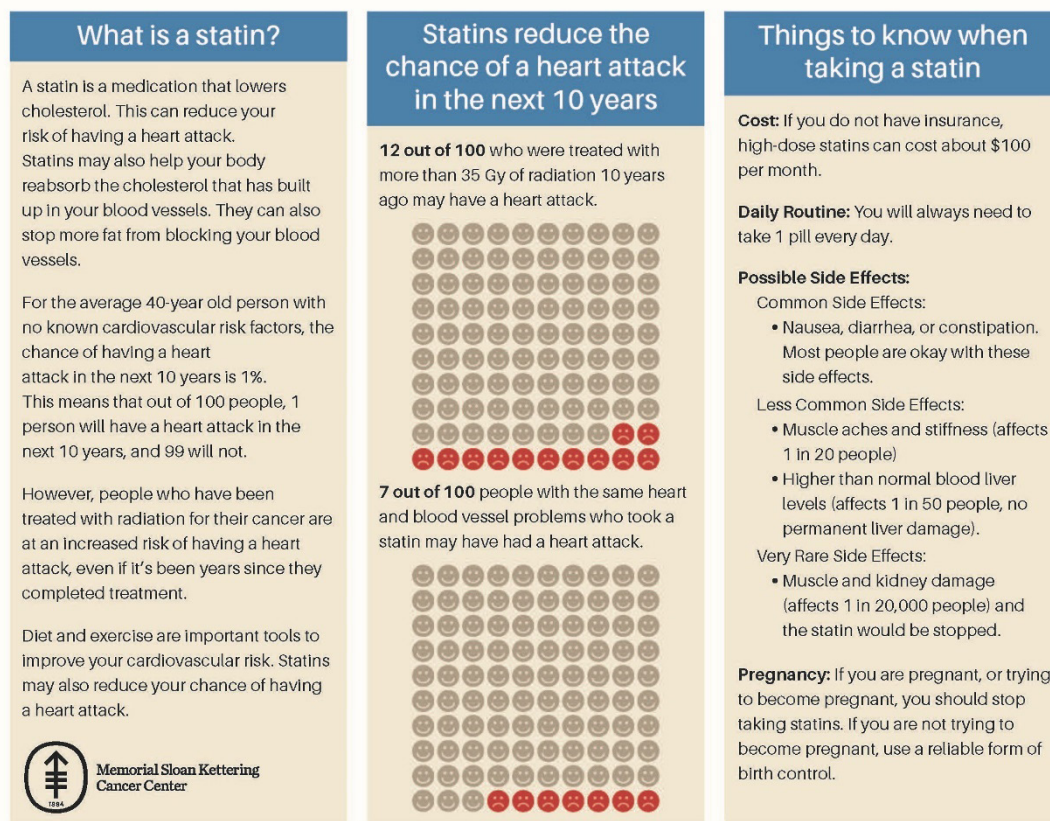 What is a statin?
A statin is a medication that lowers
cholesterol. This can reduce your
risk of having a heart attack.
Statins may also help your body
reabsorb the cholesterol that has built
up in your blood vessels. They can also
stop more fat from blocking your blood
vessels.
For the average 40-year old person with
no known cardiovascular risk factors, the
chance of having a heart
attack in the next 10 years is 1%.
This means that out of 100 people, 1
person will have a heart attack in the
next 10 years, and 99 will not.
However, people who have been
treated with radiation for their cancer are
at an increased risk of having a heart
attack, even if it's been years since they
completed treatment.
Diet and exercise are important tools to
improve your cardiovascular risk. Statins
may also reduce your chance of having
a heart attack.
1894
Memorial Sloan Kettering
Cancer Center
Statins reduce the
chance of a heart attack
in the next 10 years
12 out of 100 who were treated with
more than 35 Gy of radiation 10 years
ago may have a heart attack.
7 out of 100 people with the same heart
and blood vessel problems who took a
statin may have had a heart attack.
Things to know when
taking a statin
Cost: If you do not have insurance,
high-dose statins can cost about $100
per month.
Daily Routine: You will always need to
take 1 pill every day.
Possible Side Effects:
Common Side Effects:
• Nausea, diarrhea, or constipation.
Most people are okay with these
side effects.
Less Common Side Effects:
• Muscle aches and stiffness (affects
1 in 20 people)
• Higher than normal blood liver
levels (affects 1 in 50 people, no
permanent liver damage).
Very Rare Side Effects:
• Muscle and kidney damage
(affects 1 in 20,000 people) and
the statin would be stopped.
Pregnancy: If you are pregnant, or trying
to become pregnant, you should stop
taking statins. If you are not trying to
become pregnant, use a reliable form of
birth control.